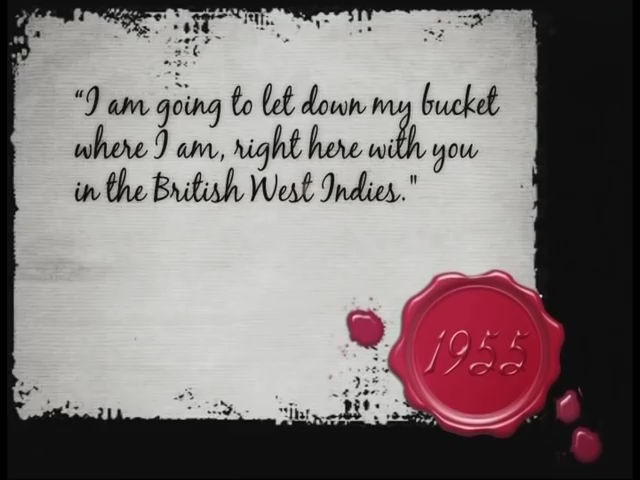 “I am going to let down my bucket
where I am, right here with you
in the British West Indies."
1955